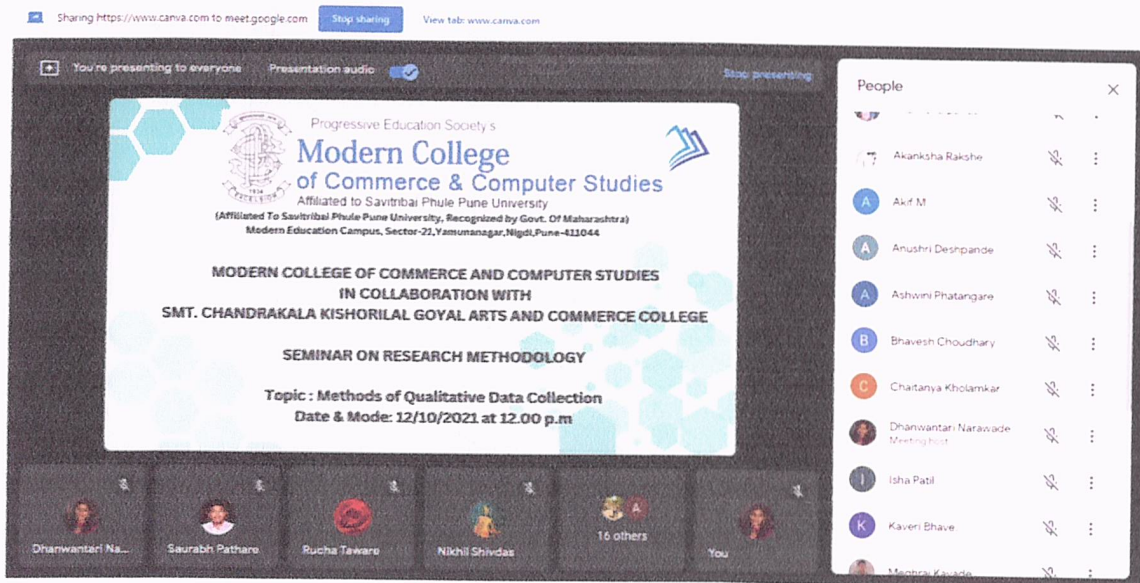 Sharing https://www.canva.com to meet.google.com
Stop sharing
View tab: www.canva.com
You're presenting to everyone
Presentation audio
Stop presenting
Progressive Education Society's
Modern College
of Commerce & Computer Studies
Affiliated to Savitribai Phule Pune University
(Affiliated To Savitribai Phule Pune University, Recognized by Govt. Of Maharashtra)
Modern Education Campus, Sector-21,Yamunanagar,Nigdi,Pune-411044
1934
EXCELSIOR
MODERN COLLEGE OF COMMERCE AND COMPUTER STUDIES
IN COLLABORATION WITH
SMT. CHANDRAKALA KISHORILAL GOYAL ARTS AND COMMERCE COLLEGE
SEMINAR ON RESEARCH METHODOLOGY
Topic : Methods of Qualitative Data Collection
Date & Mode: 12/10/2021 at 12.00 p.m
Dhanwantari Na...
Saurabh Pathare
Rucha Taware
Nikhil Shivdas
A
16 others
You
People
Akanksha Rakshe
A
Akif M
A
Anushri Deshpande
A
Ashwini Phatangare
B
Bhavesh Choudhary
C
Chaitanya Kholamkar
Dhanwantari Narawade
Meeting host
I
Isha Patil
K
Kaveri Bhave
Meghraj Kavade